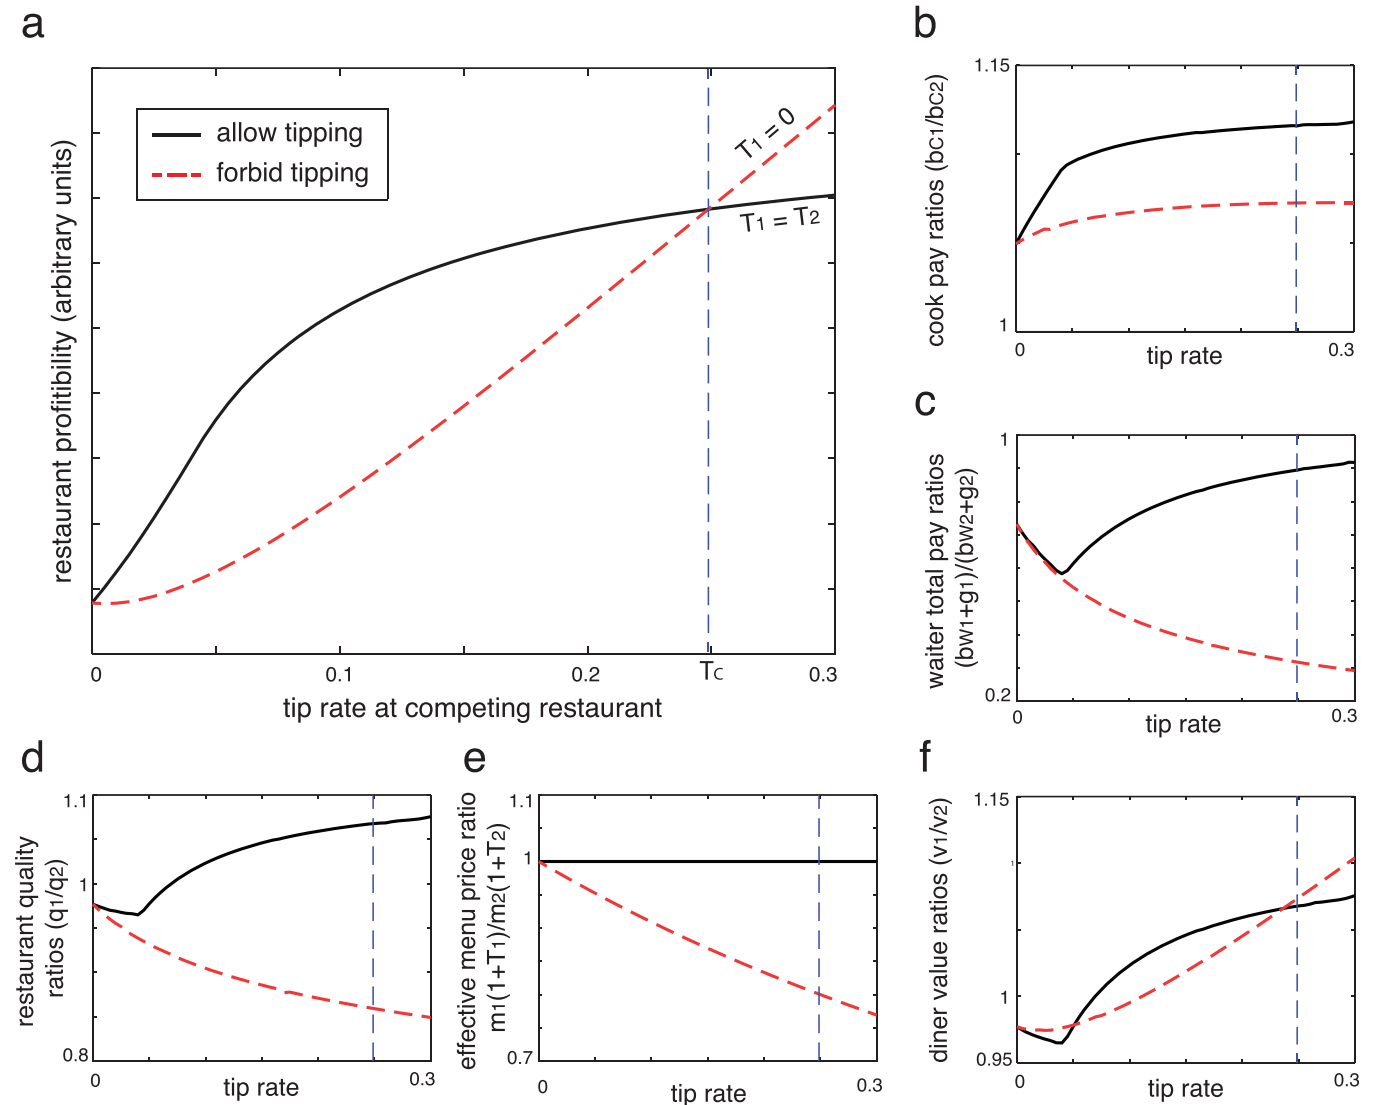 a
restaurant profitibility (arbitrary units)
allow tipping
forbid tipping
T1 = 0
T1 = T2
0
0.1
0.2
TC
0.3
tip rate at competing restaurant
b
cook pay ratios (bC1/bC2)
1.15
1
0
0.3
tip rate
c
waiter total pay ratios
(bW1+g1)/(bW2+g2)
1
0.2
0
0.3
tip rate
d
restaurant quality
ratios (q1/q2)
1.1
1
0.8
0
0.3
tip rate
e
effective menu price ratio
m1(1+T1)/m2(1+T2)
1.1
1
0.7
0
0.3
tip rate
f
diner value ratios (v1/v2)
1.15
1
1
0.95
0
0.3
tip rate